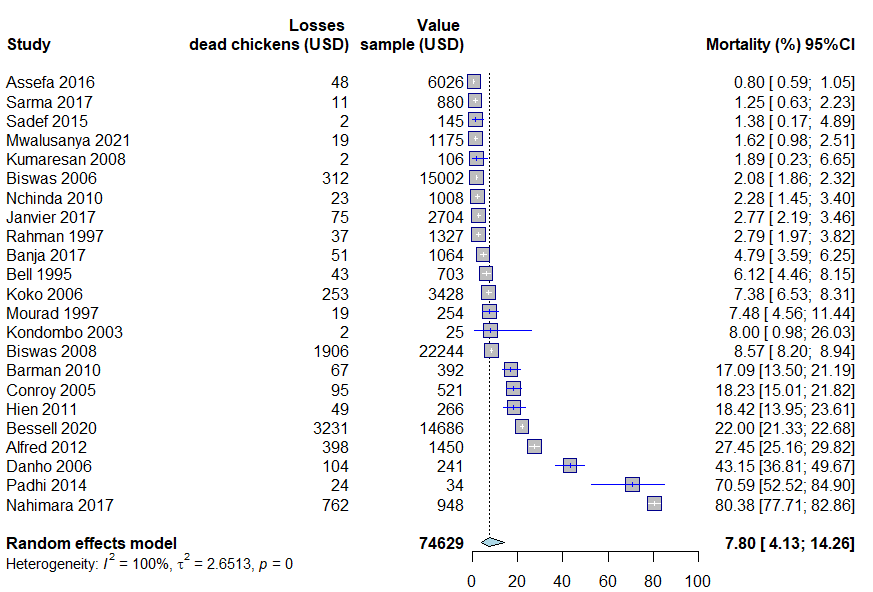 Losses Value
Study dead chickens (USD) sample (USD) Mortality (%) 95%CI
Assefa 2016 48 6026 0.80 [ 0.59; 1.05]
Sarma 2017 11 880 1.25 [ 0.63; 2.23]
Sadef 2015 2 145 1.38 [ 0.17; 4.89]
Mwalusanya 2021 19 1175 1.62 [ 0.98; 2.51]
Kumaresan 2008 2 106 1.89 [ 0.23; 6.65]
Biswas 2006 312 15002 2.08 [ 1.86; 2.32]
Nchinda 2010 23 1008 2.28 [ 1.45; 3.40]
Janvier 2017 75 2704 2.77 [ 2.19; 3.46]
Rahman 1997 37 1327 2.79 [ 1.97; 3.82]
Banja 2017 51 1064 4.79 [ 3.59; 6.25]
Bell 1995 43 703 6.12 [ 4.46; 8.15]
Koko 2006 253 3428 7.38 [ 6.53; 8.31]
Mourad 1997 19 254 7.48 [ 4.56; 11.44]
Kondombo 2003 2 25 8.00 [ 0.98; 26.03]
Biswas 2008 1906 22244 8.57 [ 8.20; 8.94]
Barman 2010 67 392 17.09 [13.50; 21.19]
Conroy 2005 95 521 18.23 [15.01; 21.82]
Hien 2011 49 266 18.42 [13.95; 23.61]
Bessell 2020 3231 14686 22.00 [21.33; 22.68]
Alfred 2012 398 1450 27.45 [25.16; 29.82]
Danho 2006 104 241 43.15 [36.81; 49.67]
Padhi 2014 24 34 70.59 [52.52; 84.90]
Nahimara 2017 762 948 80.38 [77.71; 82.86]
Random effects model 74629 7.80 [ 4.13; 14.26]
Heterogeneity: I² = 100%, τ² = 2.6513, p = 0
0 20 40 60 80 100